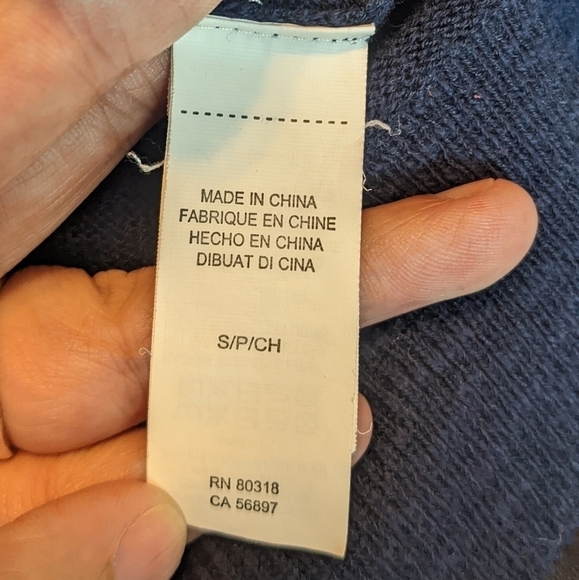 MADE IN CHINA
FABRIQUE EN CHINE
HECHO EN CHINA
DIBUAT DI CINA
S/P/CH
RN 80318
CA 56897